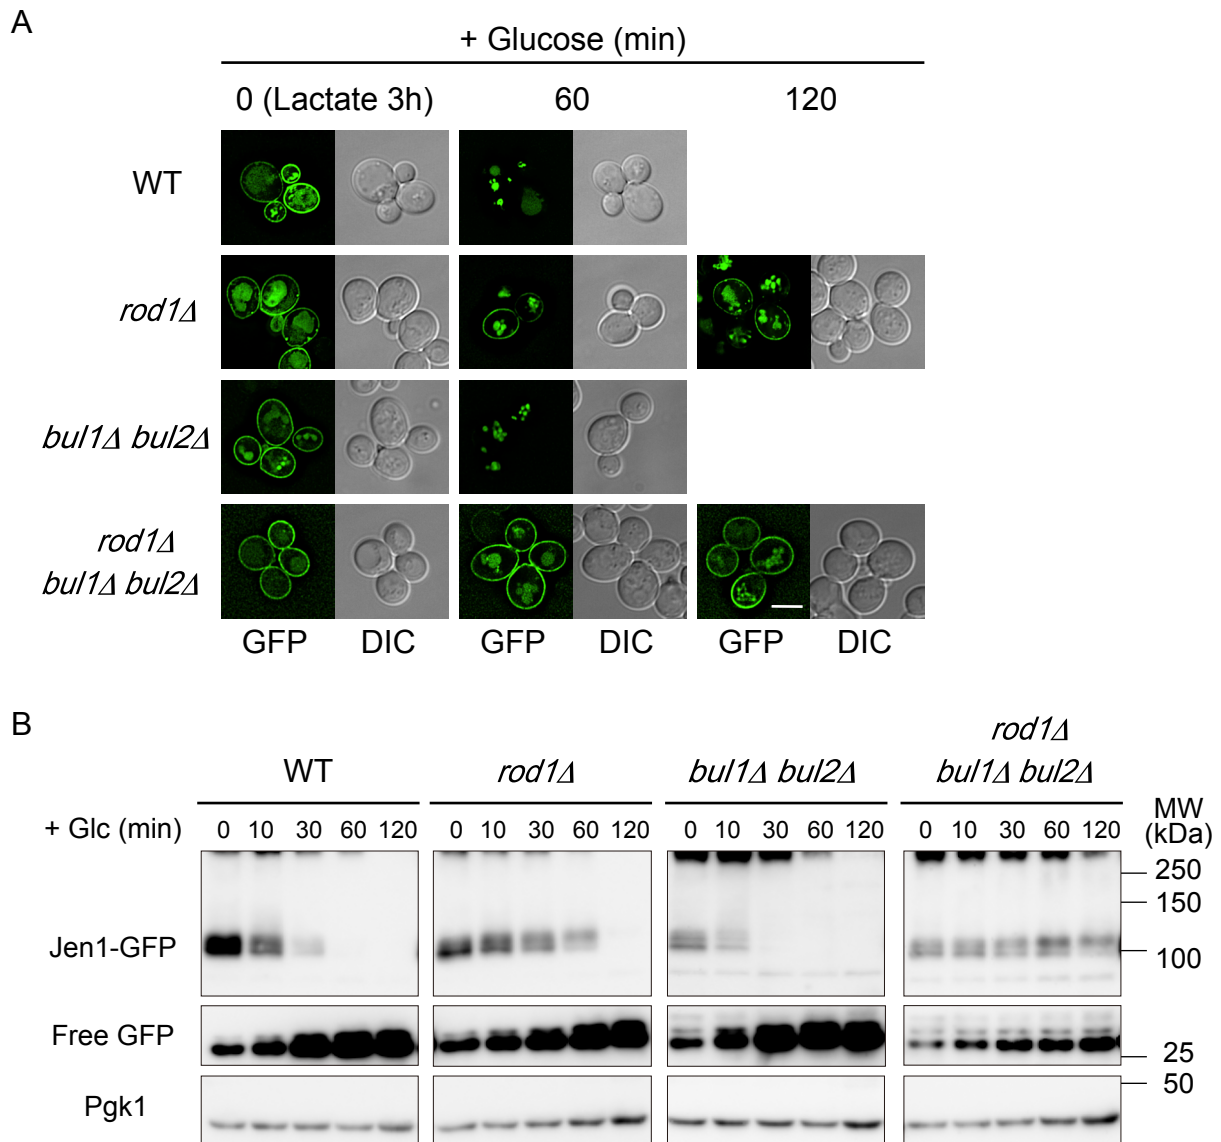 A
+ Glucose (min)
0 (Lactate 3h) 60 120
WT
rod1Δ
bul1Δ bul2Δ
rod1Δ
bul1Δ bul2Δ
GFP DIC GFP DIC GFP DIC
B
WT rod1Δ bul1Δ bul2Δ rod1Δ
bul1Δ bul2Δ
+ Glc (min) 0 10 30 60 120 0 10 30 60 120 0 10 30 60 120 0 10 30 60 120 MW
(kDa)
250
150
Jen1-GFP
100
Free GFP
25
50
Pgk1